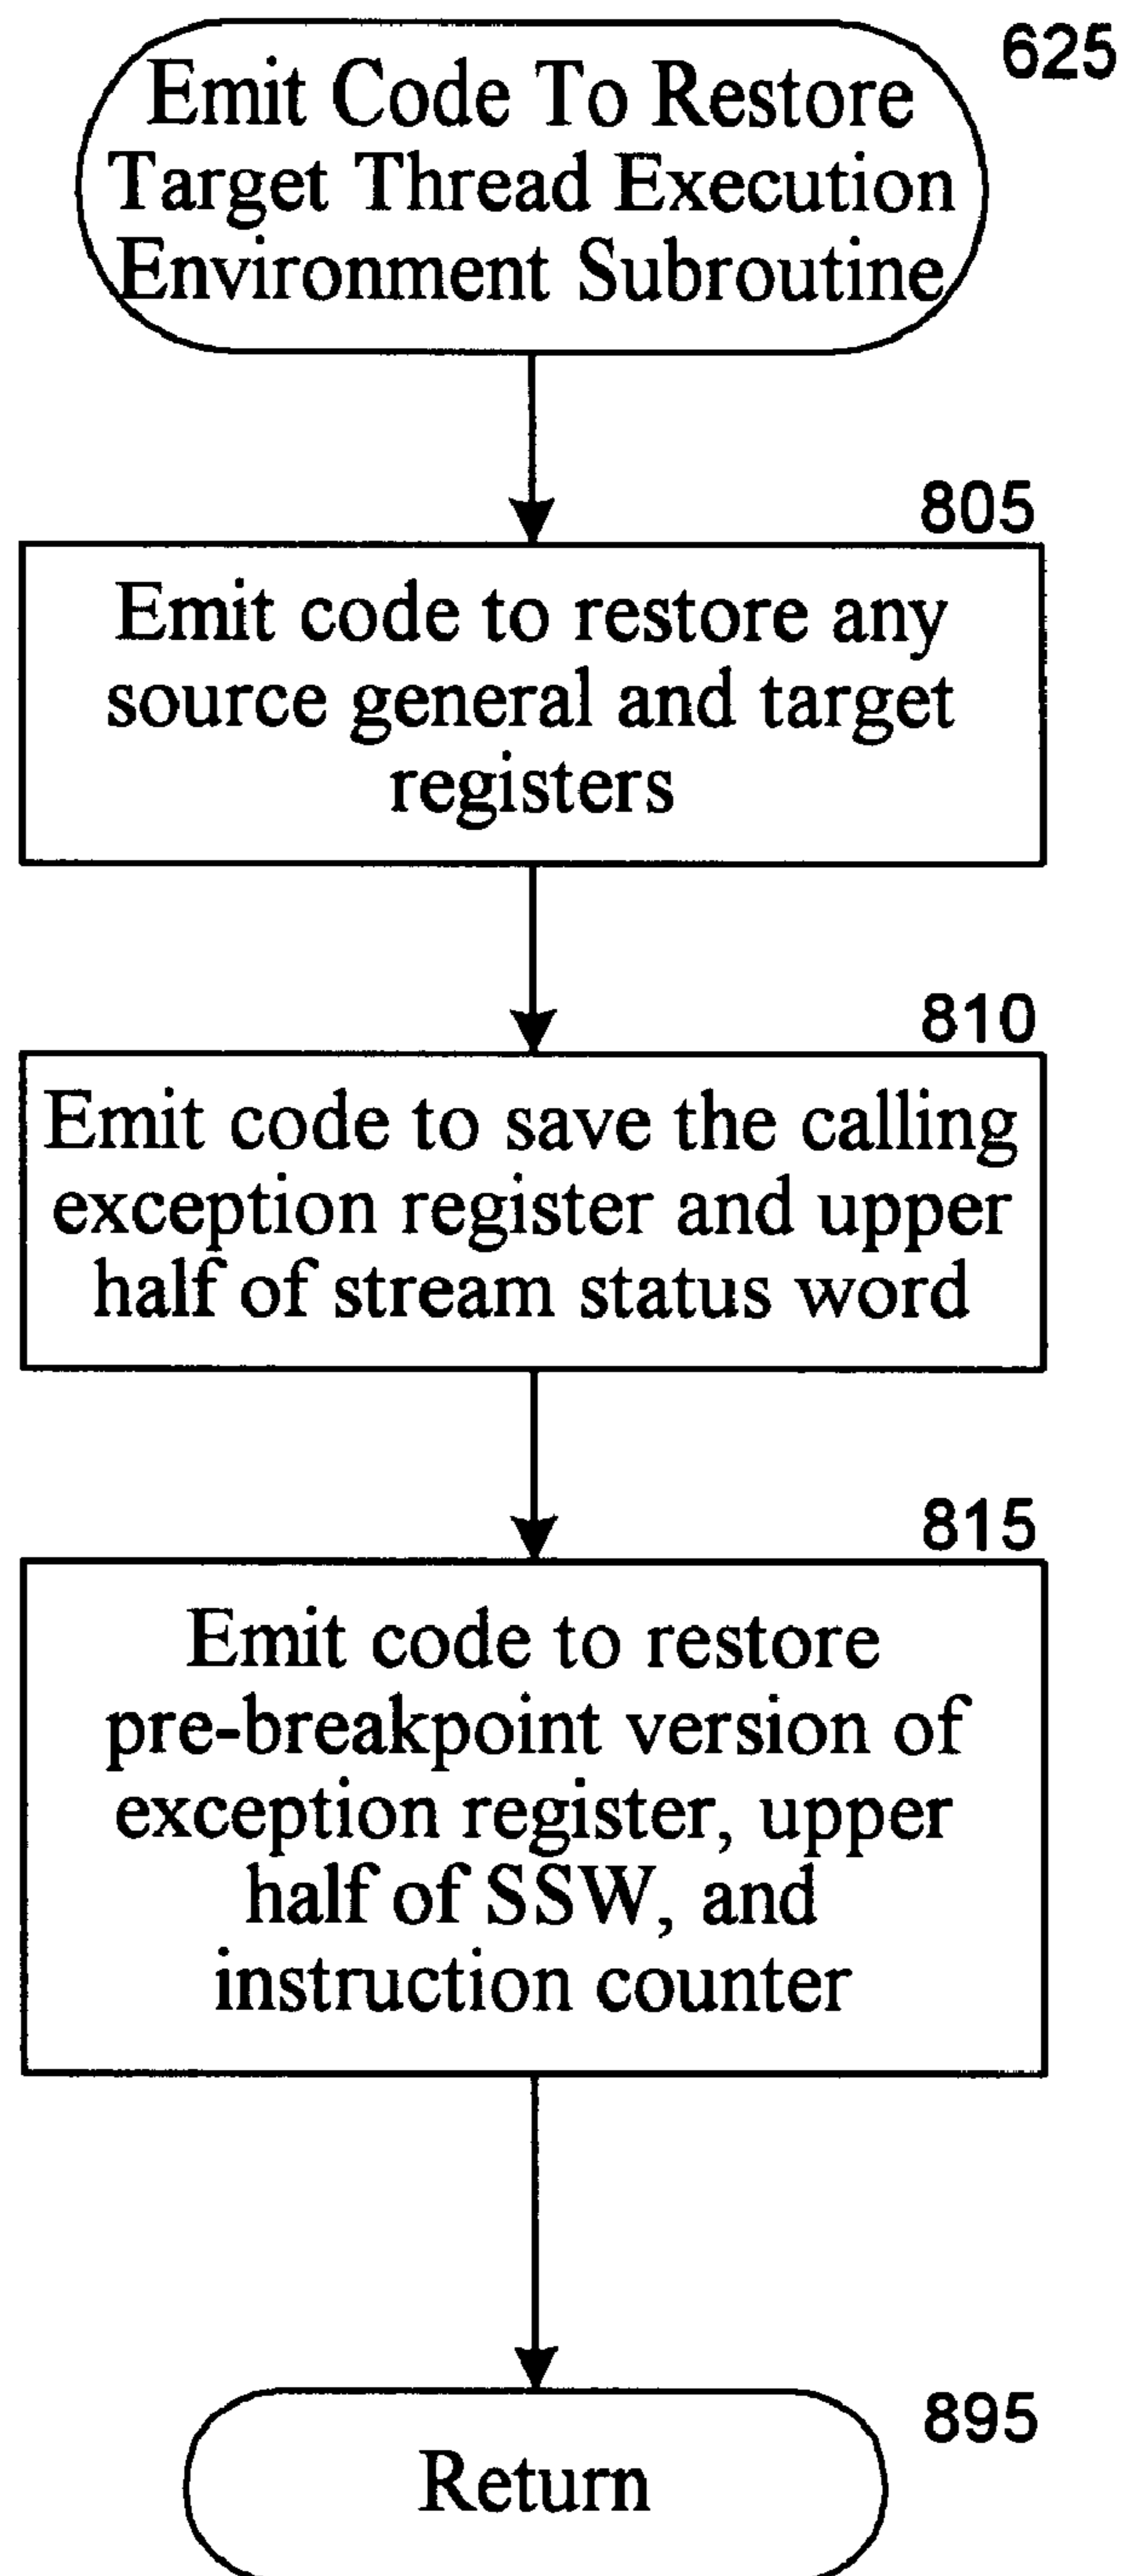 625
Emit Code To Restore
Target Thread Execution
Environment Subroutine
805
Emit code to restore any
source general and target
registers
810
Emit code to save the calling
exception register and upper
half of stream status word
815
Emit code to restore
pre-breakpoint version of
exception register, upper
half of SSW, and
instruction counter
895
Return